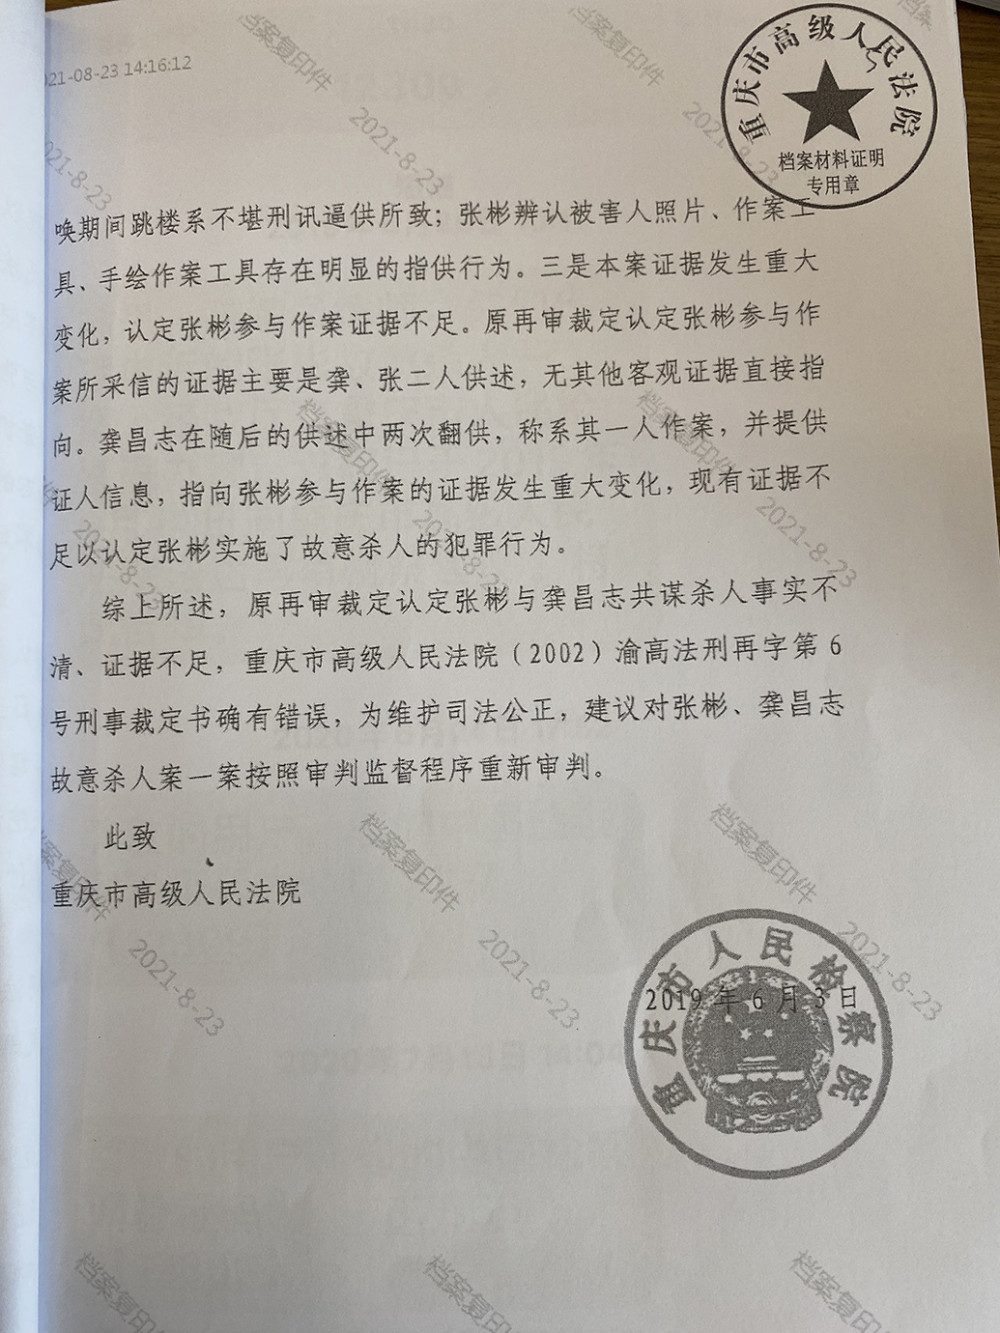 21-08-23 14:16:12
重庆市高级人民法院
档案材料证明
专用章
唤期间跳楼系不堪刑讯逼供所致；张彬辨认被害人照片、作案工
具、手绘作案工具存在明显的指供行为。三是本案证据发生重大
变化，认定张彬参与作案证据不足。原再审裁定认定张彬参与作
案所采信的证据主要是龚、张二人供述，无其他客观证据直接指
向。龚昌志在随后的供述中两次翻供，称系其一人作案，并提供
证人信息，指向张彬参与作案的证据发生重大变化，现有证据不
足以认定张彬实施了故意杀人的犯罪行为。
综上所述，原再审裁定认定张彬与龚昌志共谋杀人事实不
清、证据不足，重庆市高级人民法院（2002）渝高法刑再字第6
号刑事裁定书确有错误，为维护司法公正，建议对张彬、龚昌志
故意杀人案一案按照审判监督程序重新审判。
此致
重庆市高级人民法院
重庆市人民检察院
2019年6月3日
档案复印件
2021-8-23